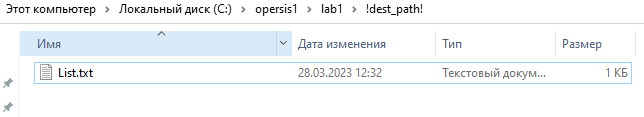 Этот компьютер › Локальный диск (C:) › opersis1 › lab1 › !dest_path!
Имя Дата изменения Тип Размер
List.txt 28.03.2023 12:32 Текстовый докум... 1 КБ